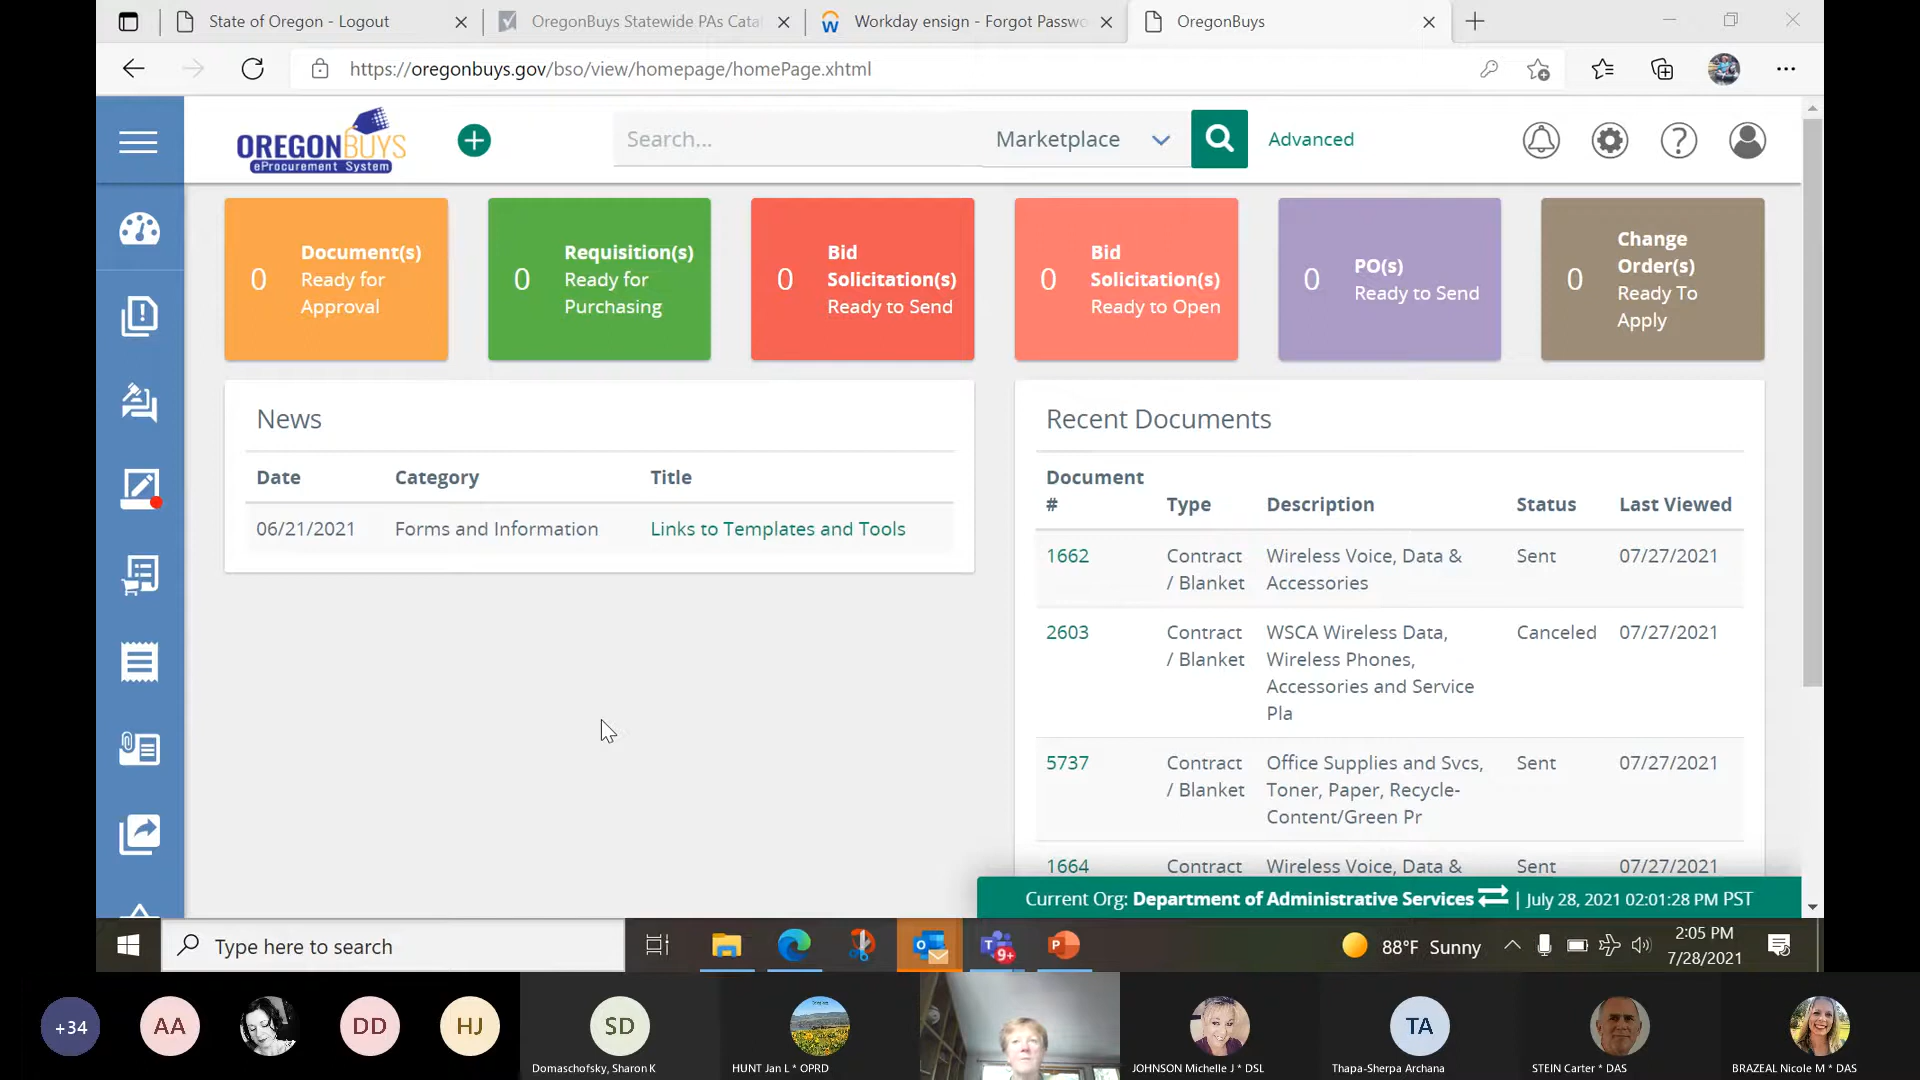 State of Oregon - Logout
OregonBuys Statewide PAs Cata
Workday ensign - Forgot Passwo
OregonBuys
https://oregonbuys.gov/bso/view/homepage/homePage.xhtml
OREGONBUYS
eProcurement System
Search...
Marketplace
Advanced
0
Document(s)
Ready for
Approval
0
Requisition(s)
Ready for
Purchasing
0
Bid
Solicitation(s)
Ready to Send
0
Bid
Solicitation(s)
Ready to Open
0
PO(s)
Ready to Send
0
Change
Order(s)
Ready To
Apply
News
Date Category Title
06/21/2021 Forms and Information Links to Templates and Tools
Recent Documents
Document
# Type Description Status Last Viewed
1662 Contract Wireless Voice, Data & Sent 07/27/2021
/ Blanket Accessories
2603 Contract WSCA Wireless Data, Canceled 07/27/2021
/ Blanket Wireless Phones,
Accessories and Service
Pla
5737 Contract Office Supplies and Svcs, Sent 07/27/2021
/ Blanket Toner, Paper, Recycle-
Content/Green Pr
1664 Contract Wireless Voice, Data & Sent 07/27/2021
Current Org: Department of Administrative Services | July 28, 2021 02:01:28 PM PST
Type here to search
9+
88°F Sunny
2:05 PM
7/28/2021
+34
AA
DD
HJ
SD
TA
Domaschofsky, Sharon K
HUNT Jan L * OPRD
JOHNSON Michelle J * DSL
Thapa-Sherpa Archana
STEIN Carter * DAS
BRAZEAL Nicole M * DAS